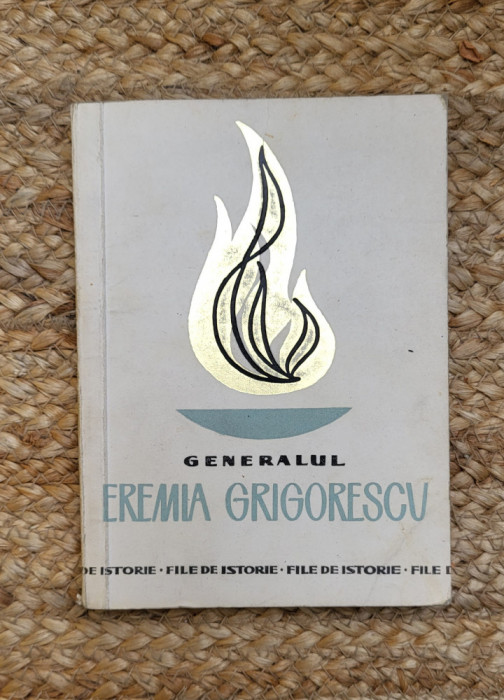 GENERALUL
EREMIA GRIGORESCU
DE ISTORIE · FILE DE ISTORIE · FILE DE ISTORIE · FILE D